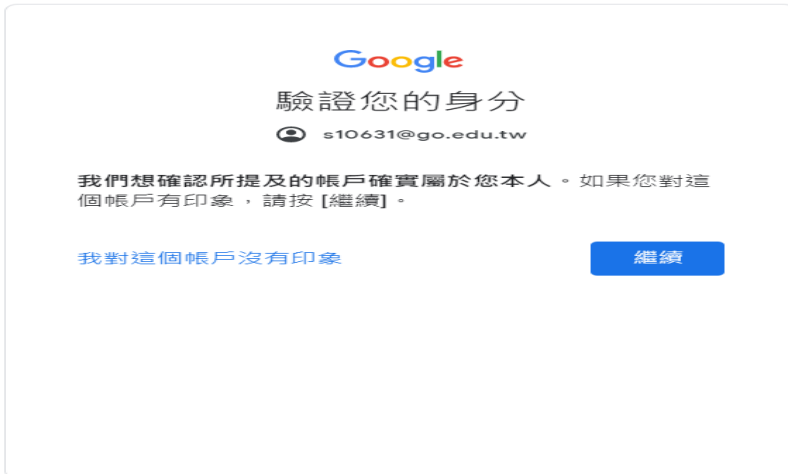 Google
驗證您的身分
s10631@go.edu.tw
我們想確認所提及的帳戶確實屬於您本人。如果您對這
個帳戶有印象，請按 [繼續]。
我對這個帳戶沒有印象
繼續